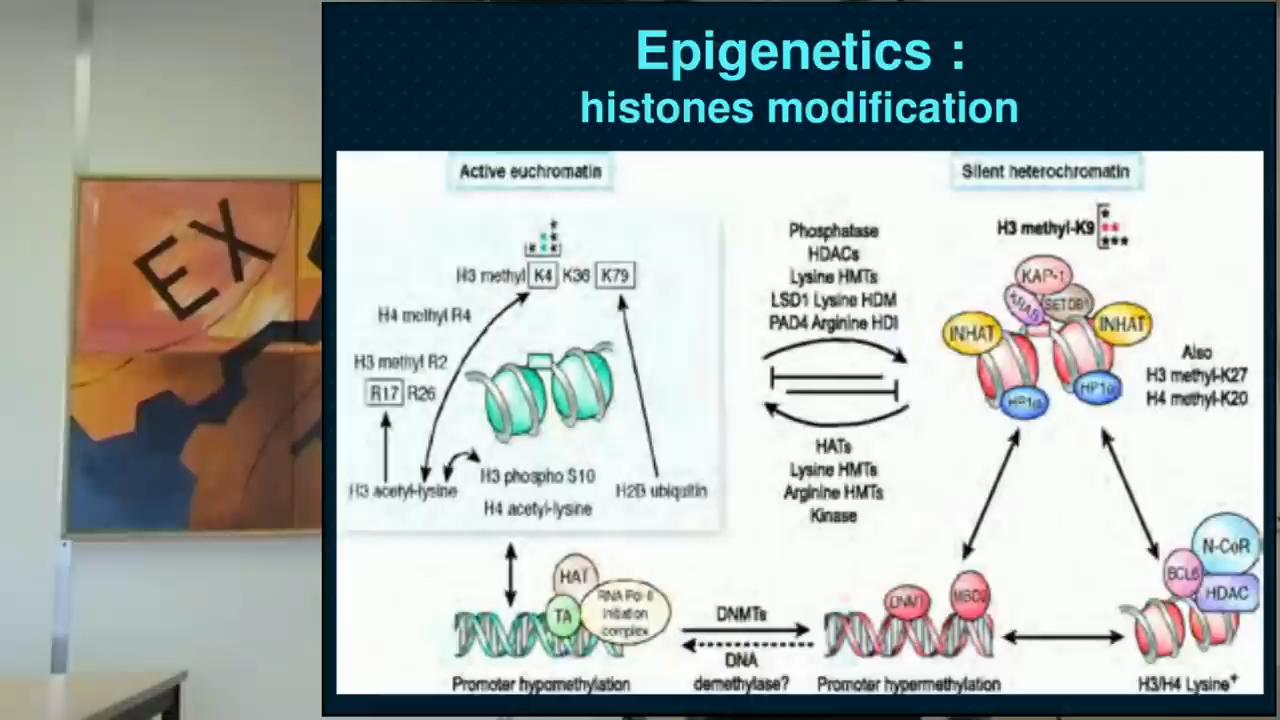 Epigenetics :
histones modification
Active euchromatin
Silent heterochromatin
H3 methyl K4 K36 K79
H4 methyl R4
H3 methyl R2
R17 R26
H3 acetyl-lysine
H3 phospho S10
H4 acetyl-lysine
H2B ubiquitin
Phosphatase
HDACs
Lysine HMTs
LSD1 Lysine HDM
PAD4 Arginine HDI
HATs
Lysine HMTs
Arginine HMTs
Kinase
H3 methyl-K9
KAP-1
KRAB
SETDB1
INHAT
INHAT
HP1α
HP1α
Also
H3 methyl-K27
H4 methyl-K20
HAT
TA
RNA Pol-II
initiation
complex
Promoter hypomethylation
DNMTs
DNA
demethylase?
DNMT
MBD2
Promoter hypermethylation
N-CoR
BCL6
HDAC
H3/H4 Lysine+
EX